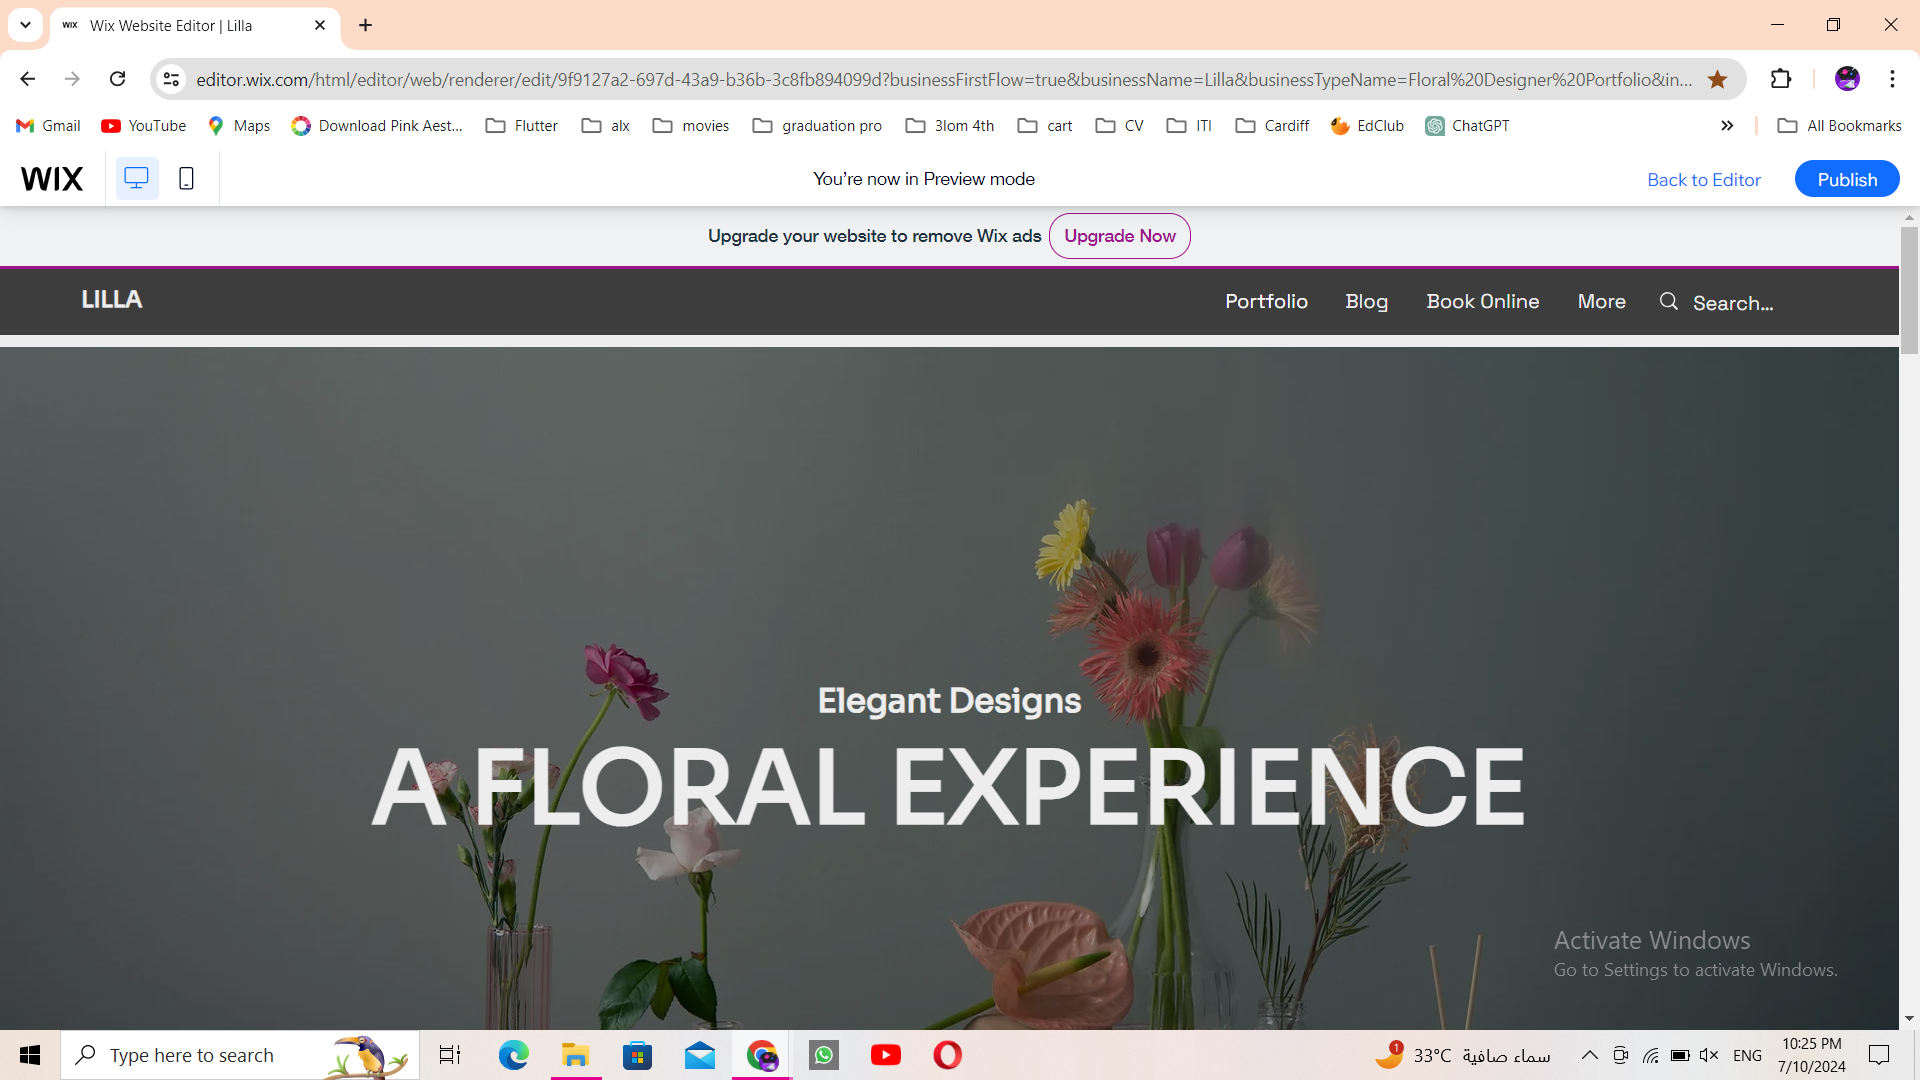 WIX Wix Website Editor | Lilla
editor.wix.com/html/editor/web/renderer/edit/9f9127a2-697d-43a9-b36b-3c8fb894099d?businessFirstFlow=true&businessName=Lilla&businessTypeName=Floral%20Designer%20Portfolio&in...
Gmail YouTube Maps Download Pink Aest... Flutter alx movies graduation pro 3lom 4th cart CV ITI Cardiff EdClub ChatGPT » All Bookmarks
WIX You're now in Preview mode Back to Editor Publish
Upgrade your website to remove Wix ads Upgrade Now
LILLA Portfolio Blog Book Online More Search...
Elegant Designs
A FLORAL EXPERIENCE
Activate Windows
Go to Settings to activate Windows.
Type here to search 1 33°C سماء صافية ENG 10:25 PM
7/10/2024